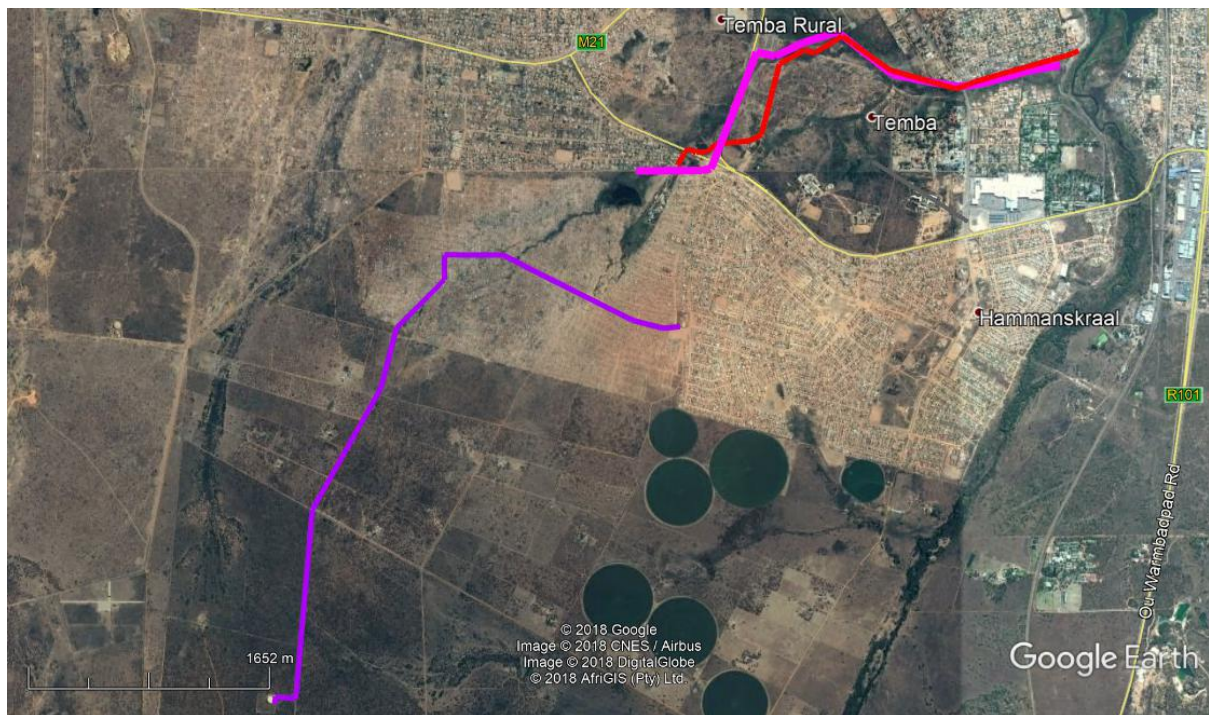 Temba Rural
M21
Temba
Hammanskraal
R101
Ou Warmbadpad Rd
1652 m
© 2018 Google
Image © 2018 CNES / Airbus
Image © 2018 DigitalGlobe
© 2018 AfriGIS (Pty) Ltd.
Google Earth